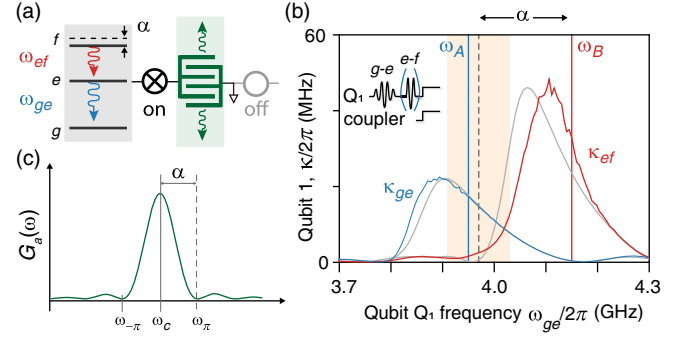 (a)
f
α
ω_ef
e
ω_ge
g
on
off
(b)
α
60
ω_A
ω_B
g-e
e-f
Q₁
coupler
κ_ge
κ_ef
0
3.7
4.0
4.3
Qubit 1, κ/2π (MHz)
Qubit Q₁ frequency ω_ge/2π (GHz)
(c)
α
G_a(ω)
ω_-π
ω_c
ω_π